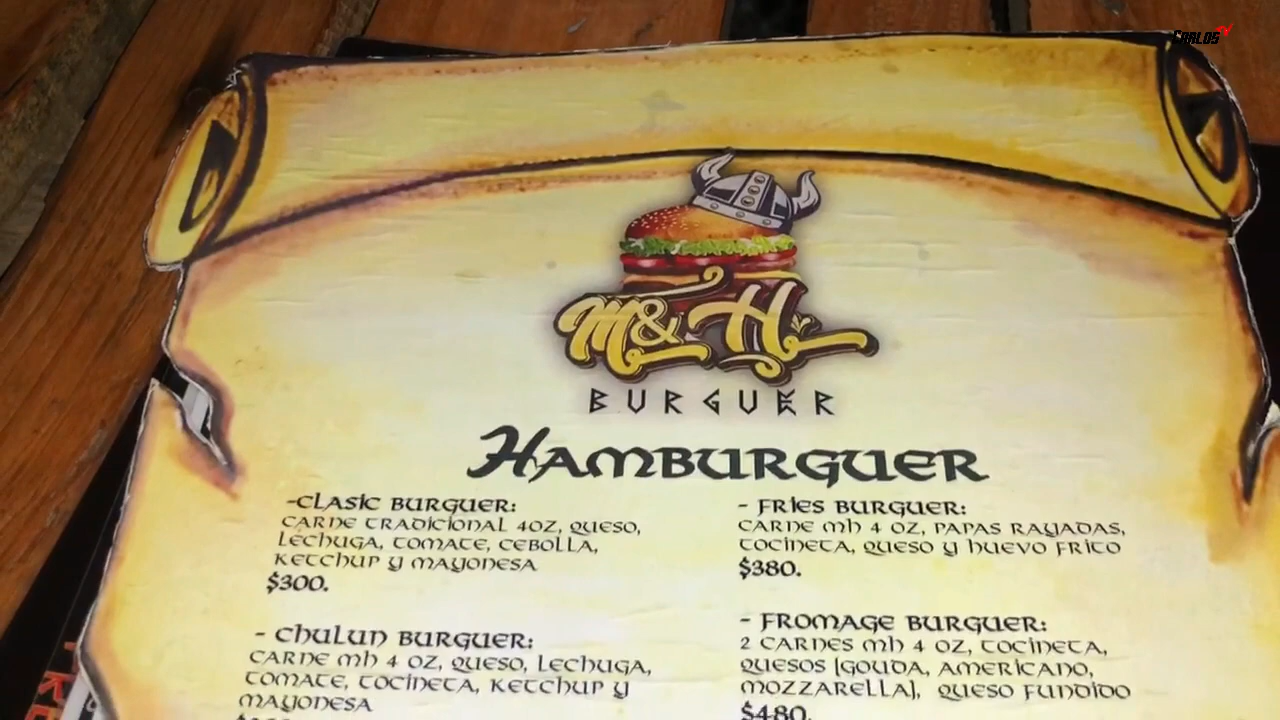 CARLOS TV
M& H
BURGUER
HAMBURGUER
-CLASIC BURGUER:
CARNE TRADICIONAL 4OZ, QUESO,
LECHUGA, TOMATE, CEBOLLA,
KETCHUP Y MAYONESA
$300.
- CHULUN BURGUER:
CARNE MH 4 OZ, QUESO, LECHUGA,
TOMATE, TOCINETA, KETCHUP Y
MAYONESA
- FRIES BURGUER:
CARNE MH 4 OZ, PAPAS RAYADAS,
TOCINETA, QUESO Y HUEVO FRITO
$380.
- FROMAGE BURGUER:
2 CARNES MH 4 OZ, TOCINETA,
QUESOS [GOUDA, AMERICANO,
MOZZARELLA], QUESO FUNDIDO
$480.